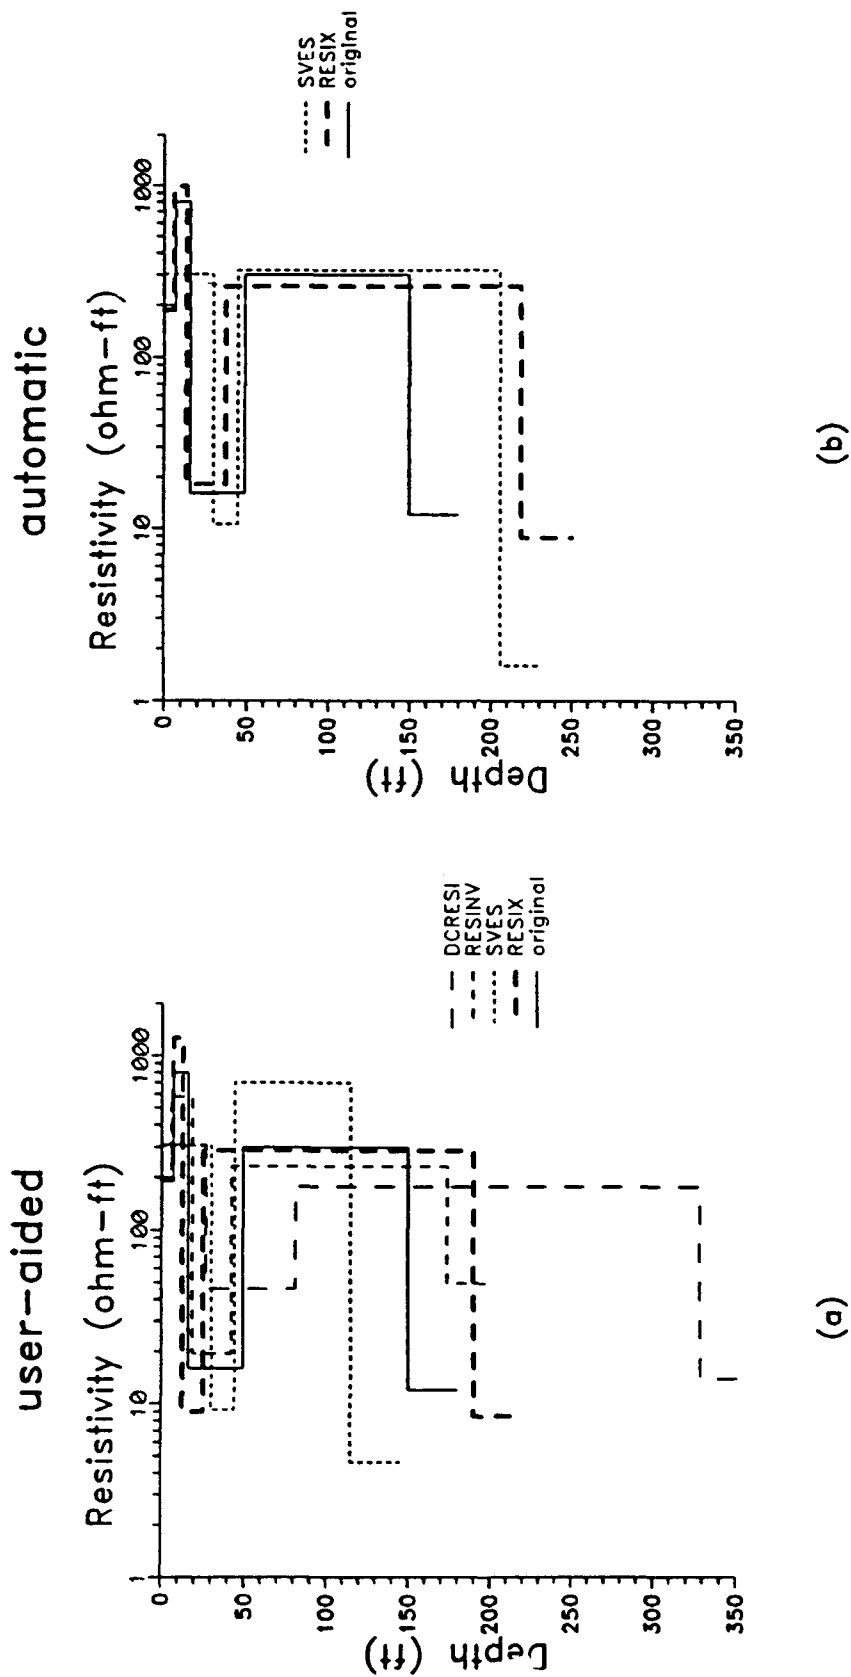 user-aided
Resistivity (ohm-ft)
1
10
100
1000
0
50
100
150
200
250
300
350
Depth (ft)
DCRESI
RESINV
SVES
RESIX
original
(a)
automatic
Resistivity (ohm-ft)
1
10
100
1000
0
50
100
150
200
250
300
350
Depth (ft)
SVES
RESIX
original
(b)